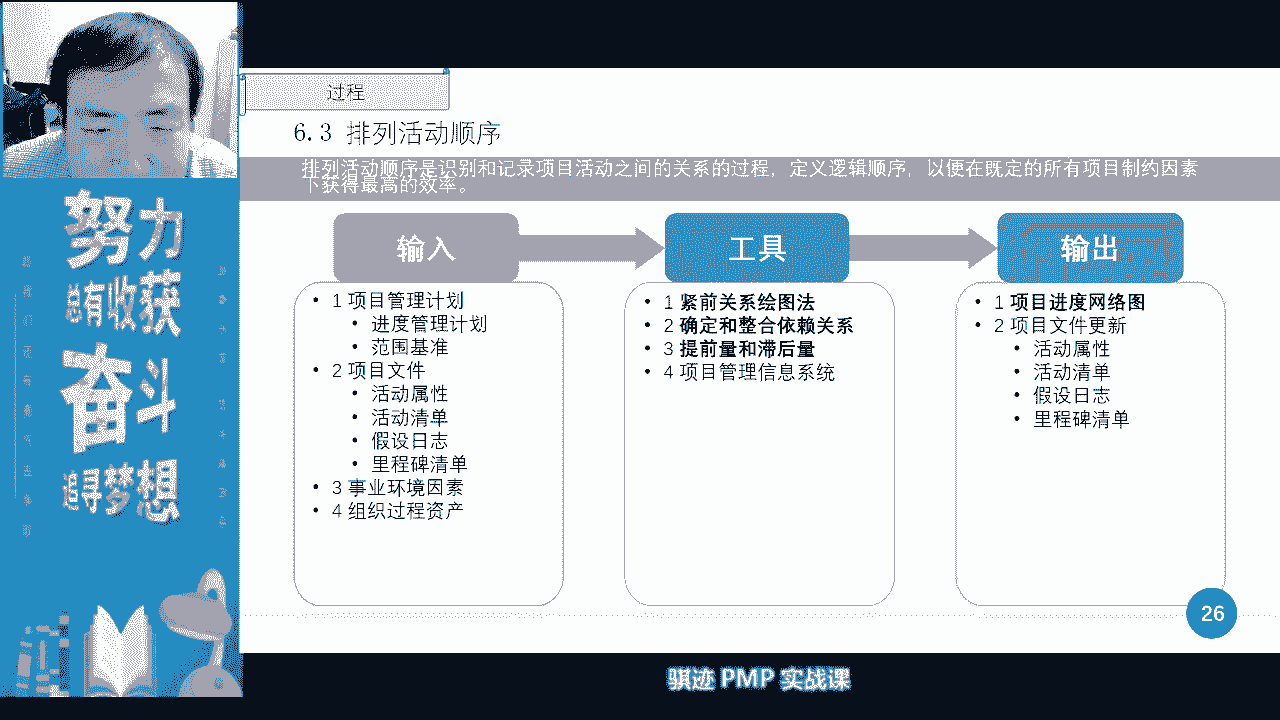 过程
6.3 排列活动顺序
排列活动顺序是识别和记录项目活动之间的关系的过程，定义逻辑顺序，以便在既定的所有项目制约因素
下获得最高的效率。
输入
• 1 项目管理计划
• 进度管理计划
• 范围基准
• 2 项目文件
• 活动属性
• 活动清单
• 假设日志
• 里程碑清单
• 3 事业环境因素
• 4 组织过程资产
工具
• 1 紧前关系绘图法
• 2 确定和整合依赖关系
• 3 提前量和滞后量
• 4 项目管理信息系统
输出
• 1 项目进度网络图
• 2 项目文件更新
• 活动属性
• 活动清单
• 假设日志
• 里程碑清单
26
努力
总有收获
奋斗
追寻梦想
骐迹 PMP 实战课